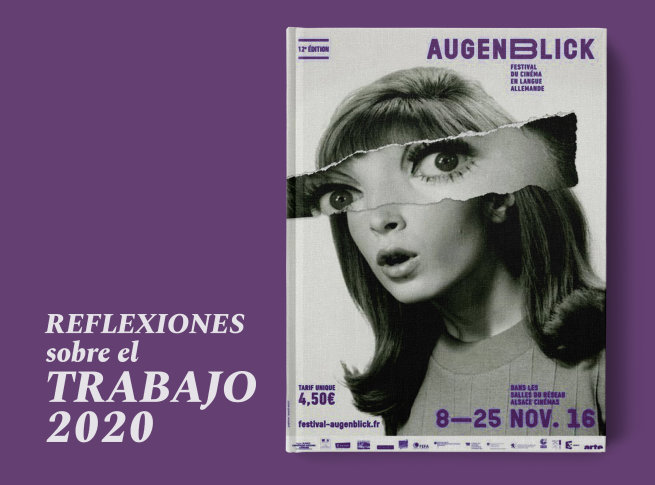 REFLEXIONES
sobre el
TRABAJO
2020
12e ÉDITION
AUGENBLICK
FESTIVAL
DU CINÉMA
EN LANGUE
ALLEMANDE
TARIF UNIQUE
4,50€
festival-augenblick.fr
DANS LES
SALLES DU RÉSEAU
ALSACE CINÉMAS
8—25 NOV. 16
arte